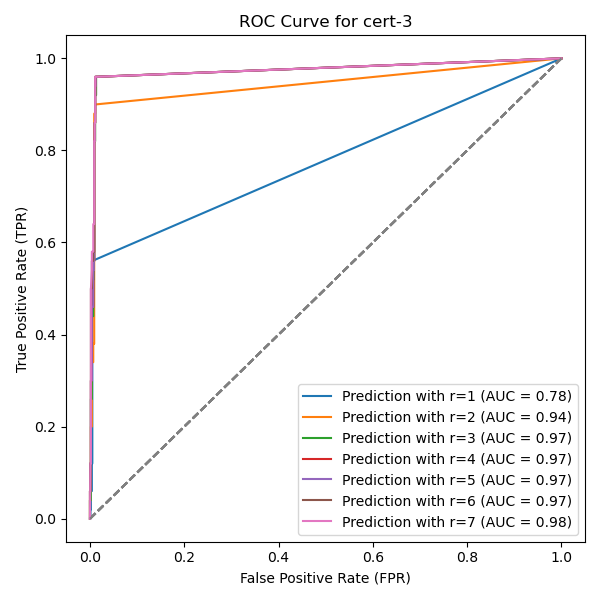 ROC Curve for cert-3
1.0
0.8
0.6
0.4
0.2
0.0
True Positive Rate (TPR)
Prediction with r=1 (AUC = 0.78)
Prediction with r=2 (AUC = 0.94)
Prediction with r=3 (AUC = 0.97)
Prediction with r=4 (AUC = 0.97)
Prediction with r=5 (AUC = 0.97)
Prediction with r=6 (AUC = 0.97)
Prediction with r=7 (AUC = 0.98)
0.0 0.2 0.4 0.6 0.8 1.0
False Positive Rate (FPR)